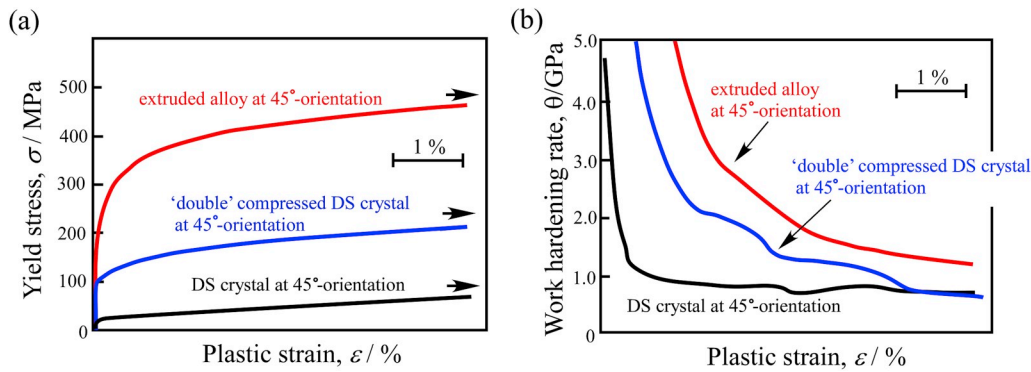 (a)
500
400
300
200
100
0
Yield stress, σ / MPa
extruded alloy at 45°-orientation
1 %
'double' compressed DS crystal
at 45°-orientation
DS crystal at 45°-orientation
Plastic strain, ε / %
(b)
5.0
4.0
3.0
2.0
1.0
Work hardening rate, θ/GPa
1 %
extruded alloy
at 45°-orientation
'double' compressed DS crystal
at 45°-orientation
DS crystal at 45°-orientation
Plastic strain, ε / %